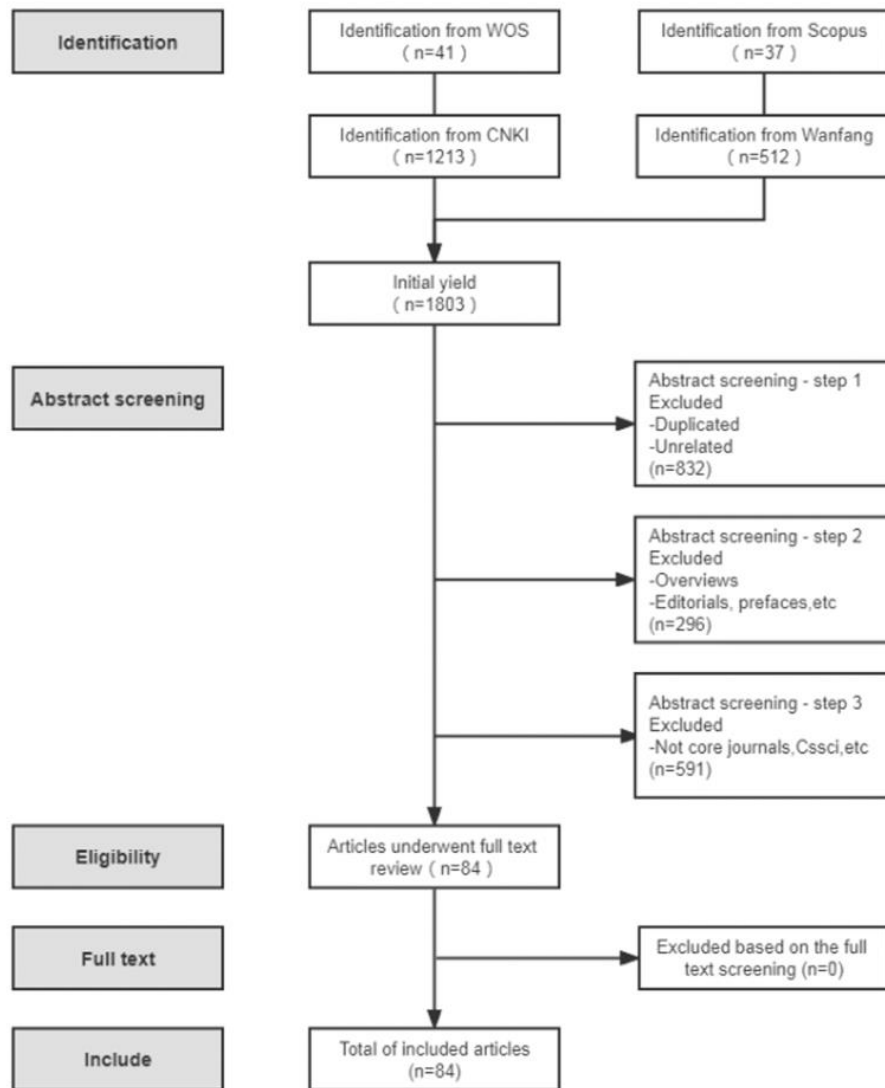 Identification
Identification from WOS
( n=41 )
Identification from Scopus
( n=37 )
Identification from CNKI
( n=1213 )
Identification from Wanfang
( n=512 )
Initial yield
( n=1803 )
Abstract screening
Abstract screening - step 1
Excluded
-Duplicated
-Unrelated
(n=832)
Abstract screening - step 2
Excluded
-Overviews
-Editorials, prefaces,etc
(n=296)
Abstract screening - step 3
Excluded
-Not core journals,Cssci,etc
(n=591)
Eligibility
Articles underwent full text
review ( n=84 )
Full text
Excluded based on the full
text screening (n=0)
Include
Total of included articles
(n=84)